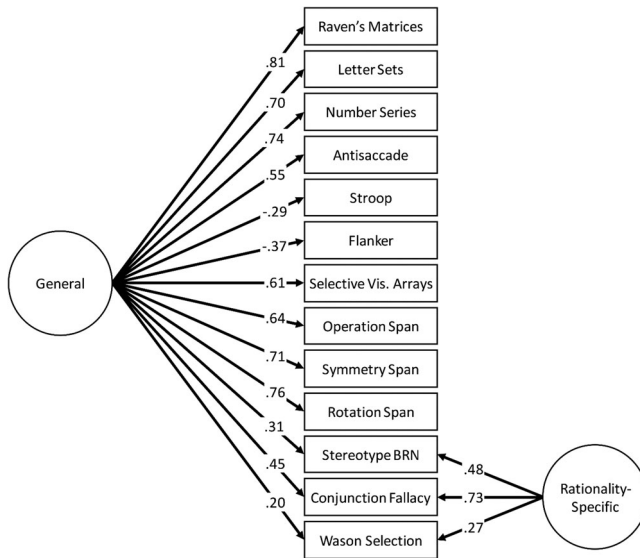 Raven's Matrices
.81
Letter Sets
.70
Number Series
.74
Antisaccade
.55
Stroop
-.29
Flanker
-.37
General
Selective Vis. Arrays
.61
Operation Span
.64
Symmetry Span
.71
Rotation Span
.76
Stereotype BRN
.31
.48
Conjunction Fallacy
.45
.73
Rationality-
Specific
Wason Selection
.20
.27